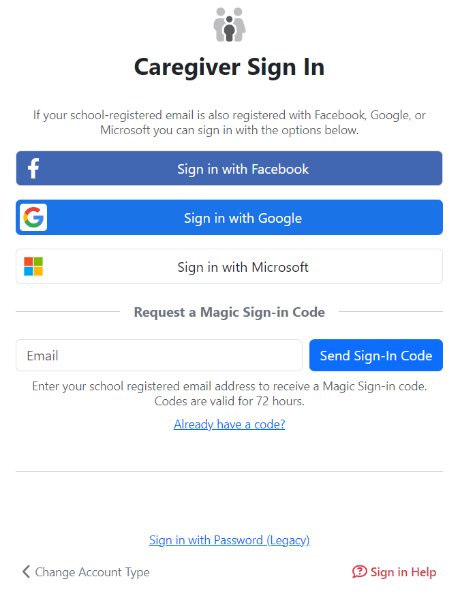 Caregiver Sign In
If your school-registered email is also registered with Facebook, Google, or
Microsoft you can sign in with the options below.
Sign in with Facebook
Sign in with Google
Sign in with Microsoft
Request a Magic Sign-in Code
Email
Send Sign-In Code
Enter your school registered email address to receive a Magic Sign-in code.
Codes are valid for 72 hours.
Already have a code?
Sign in with Password (Legacy)
Change Account Type
Sign in Help